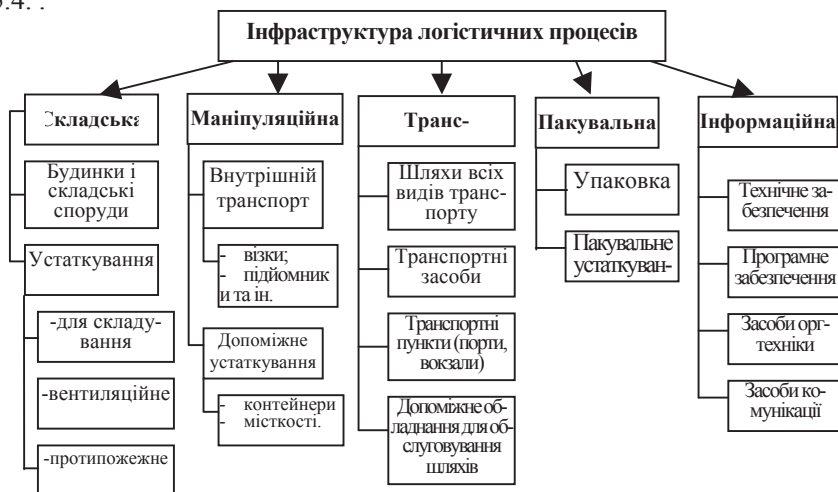 3.4. .
Інфраструктура логістичних процесів
Складська
Будинки і
складські
споруди
Устаткування
-для складу-
вання
-вентиляційне
-протипожежне
Маніпуляційна
Внутрішній
транспорт
- візки;
- підйомник
и та ін.
Допоміжне
устаткування
- контейнери
- місткості.
Транс-
Шляхи всіх
видів транс-
порту
Транспортні
засоби
Транспортні
пункти (порти,
вокзали)
Допоміжне об-
ладнання для об-
слуговування
шляхів
Пакувальна
Упаковка
Пакувальне
устаткуван-
Інформаційна
Технічне за-
безпечення
Програмне
забезпечення
Засоби орг-
техніки
Засоби ко-
мунікації